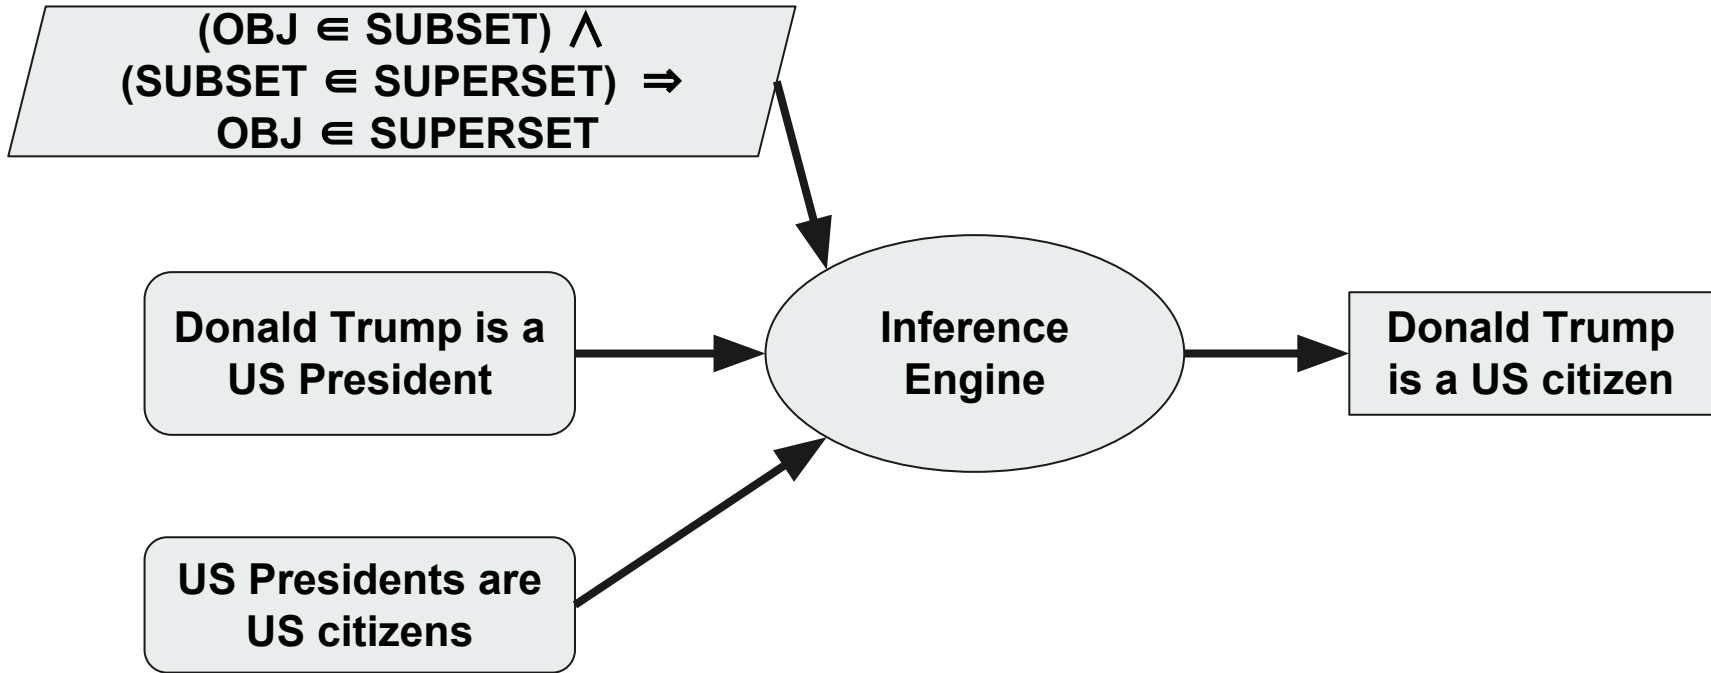 (OBJ ∈ SUBSET) ∧
(SUBSET ∈ SUPERSET) ⇒
OBJ ∈ SUPERSET
Donald Trump is a
US President
US Presidents are
US citizens
Inference
Engine
Donald Trump
is a US citizen